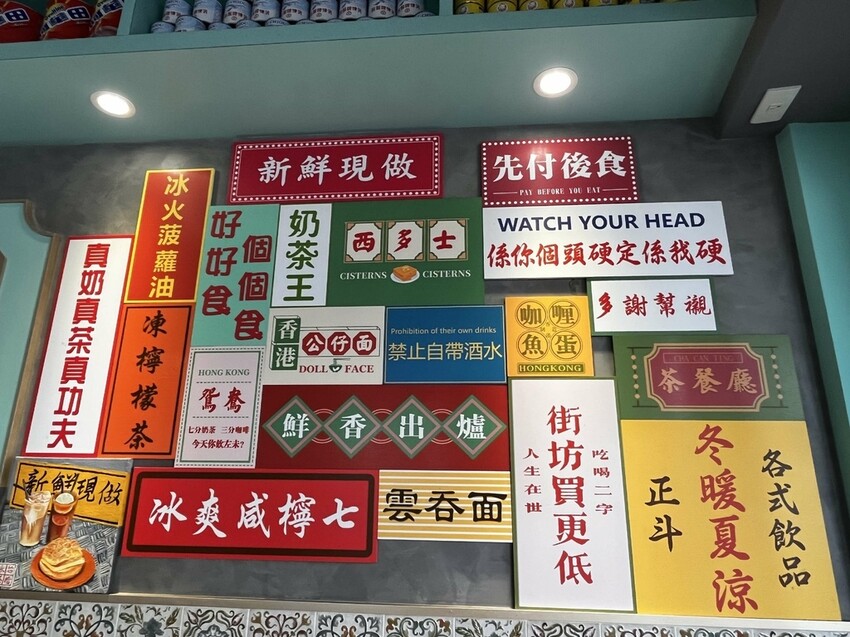 新鮮現做
先付後食
PAY BEFORE YOU EAT
冰火菠蘿油
真奶真茶真功夫
好好食
個個食
奶茶王
西多士
CISTERNS CISTERNS
WATCH YOUR HEAD
係你個頭硬定係我硬
多謝幫襯
凍檸檬茶
HONG KONG
鴛鴦
七分奶茶 三分咖啡
今天你飲左未?
香港
公仔面
DOLL FACE
Prohibition of their own drinks
禁止自帶酒水
咖喱
魚蛋
HONGKONG
CHA CAN TING
茶餐廳
鮮香出爐
街坊買更低
吃喝二字
人生在世
各式飲品
冬暖夏涼
正斗
新鮮現做
冰爽咸檸七
雲吞面